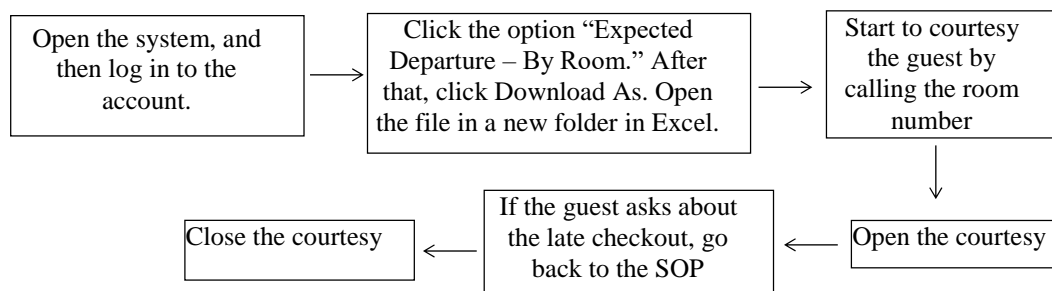 Open the system, and
then log in to the
account.
Click the option “Expected
Departure – By Room.” After
that, click Download As. Open
the file in a new folder in Excel.
Start to courtesy
the guest by
calling the room
number
Open the courtesy
If the guest asks about
the late checkout, go
back to the SOP
Close the courtesy